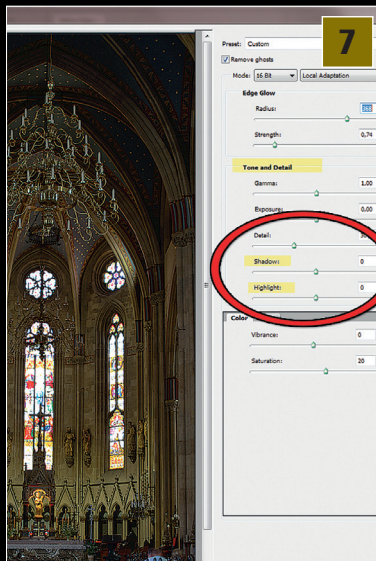 7
Preset: Custom
Remove ghosts
Mode: 16 Bit Local Adaptation
Edge Glow
Radius: 268
Strength: 0,74
Tone and Detail
Gamma: 1,00
Exposure: 0,00
Detail:
Shadow: 0
Highlight: 0
Color
Vibrance: 0
Saturation: 20